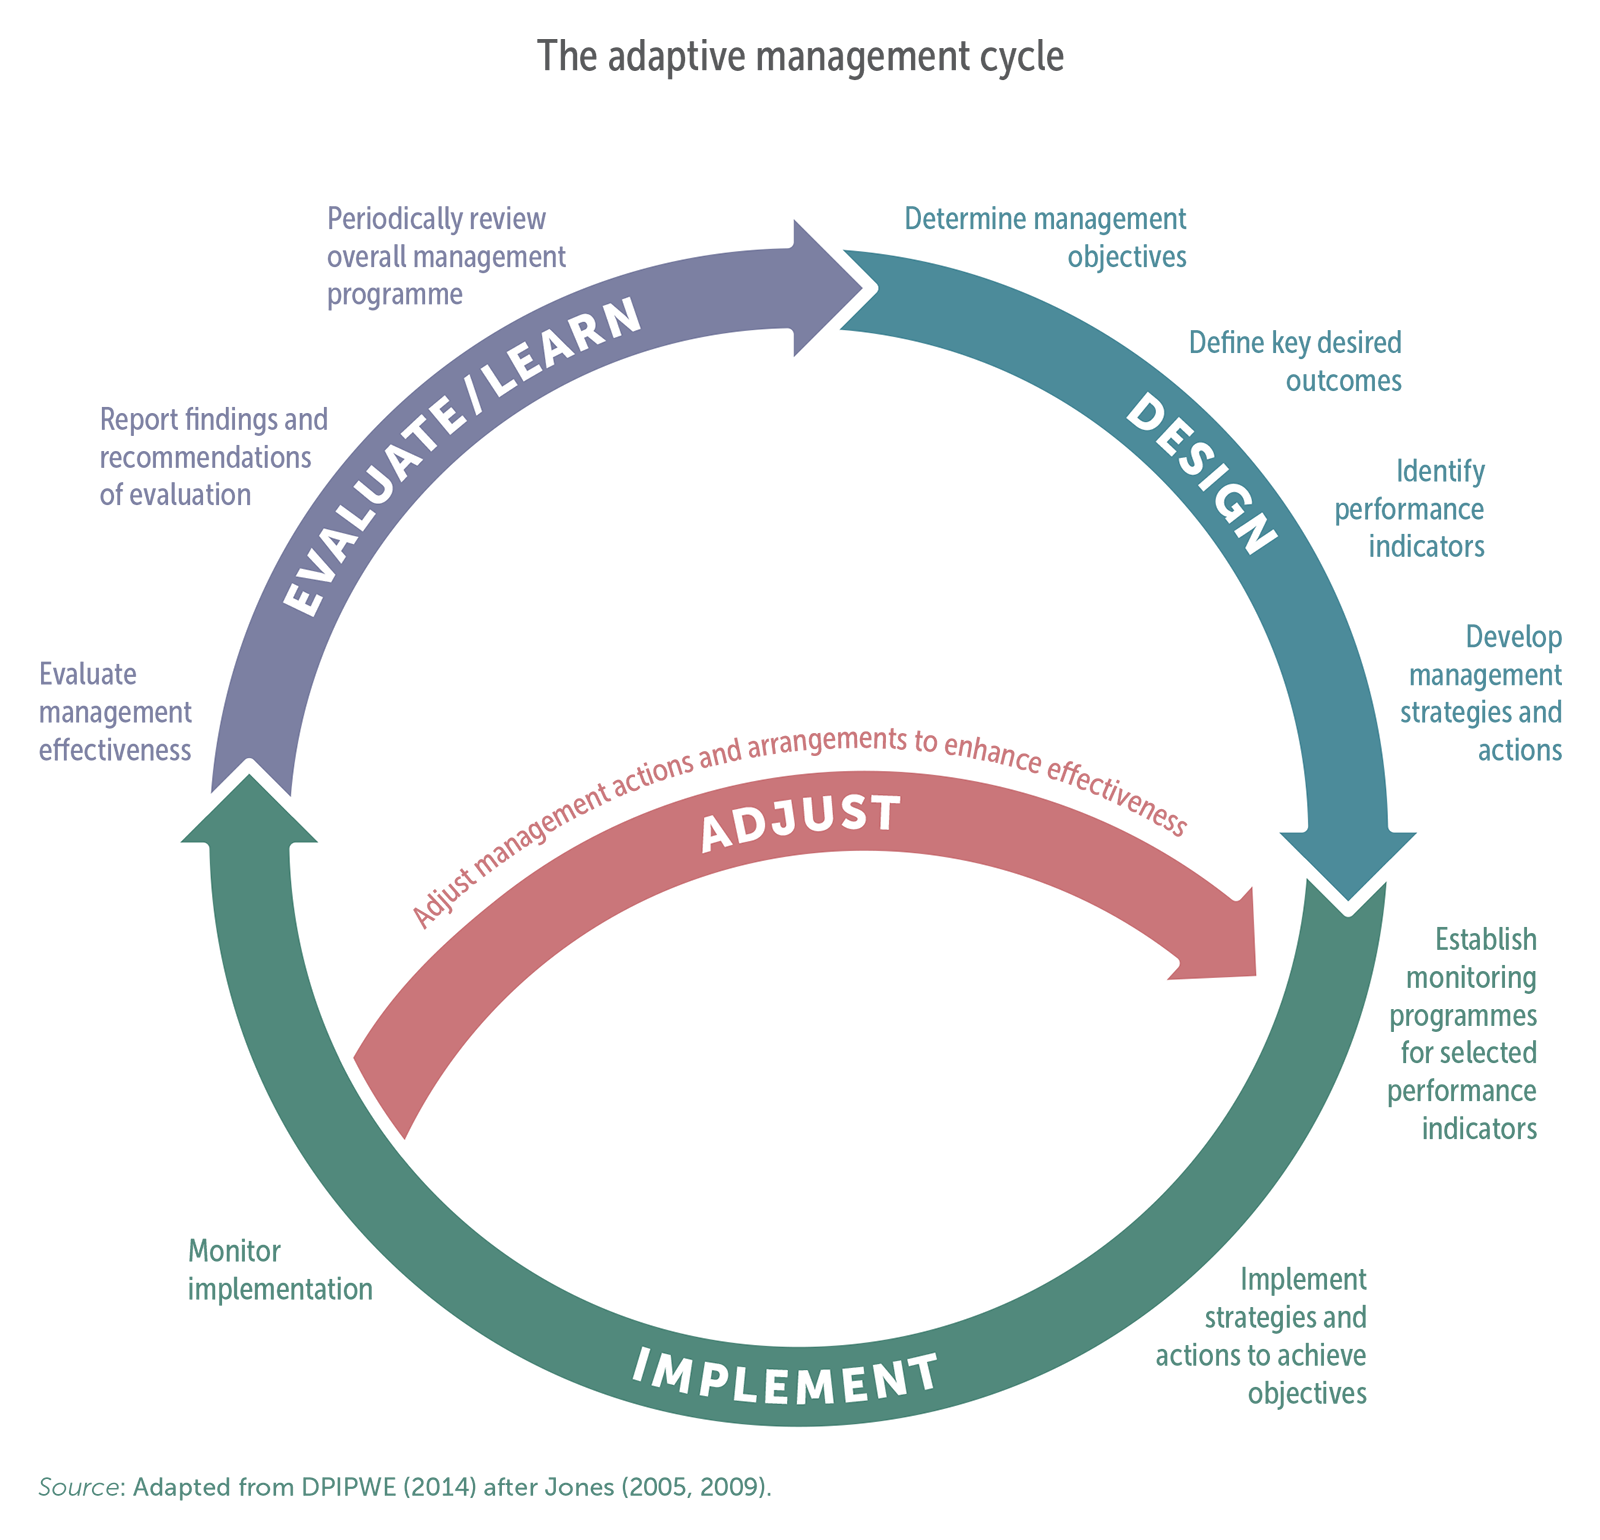 The adaptive management cycle
Periodically review
overall management
programme
Determine management
objectives
Define key desired
outcomes
Identify
performance
indicators
Develop
management
strategies and
actions
DESIGN
Report findings and
recommendations
of evaluation
EVALUATE/LEARN
Evaluate
management
effectiveness
Adjust management actions and arrangements to enhance effectiveness
ADJUST
Establish
monitoring
programmes
for selected
performance
indicators
Implement
strategies and
actions to achieve
objectives
Monitor
implementation
IMPLEMENT
Source: Adapted from DPIPWE (2014) after Jones (2005, 2009).